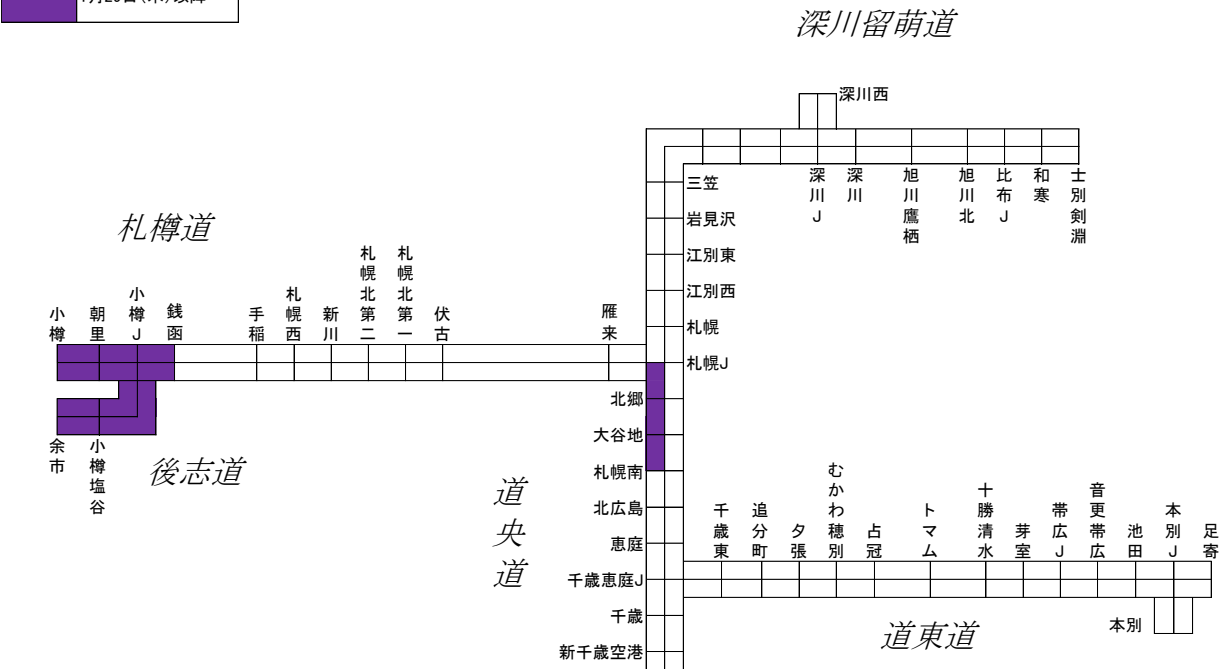 深川留萌道
深川西
三笠
岩見沢
江別東
江別西
札幌
札幌J
深川J
深川
旭川鷹栖
旭川北
比布J
和寒
士別剣淵
札樽道
小樽
朝里
小樽J
銭函
手稲
札幌西
新川
札幌北第二
札幌北第一
伏古
雁来
余市
小樽塩谷
後志道
道央道
北郷
大谷地
札幌南
北広島
恵庭
千歳恵庭J
千歳
新千歳空港
千歳東
追分町
夕張
むかわ穂別
占冠
トマム
十勝清水
芽室
帯広J
音更帯広
池田
本別J
足寄
本別
道東道